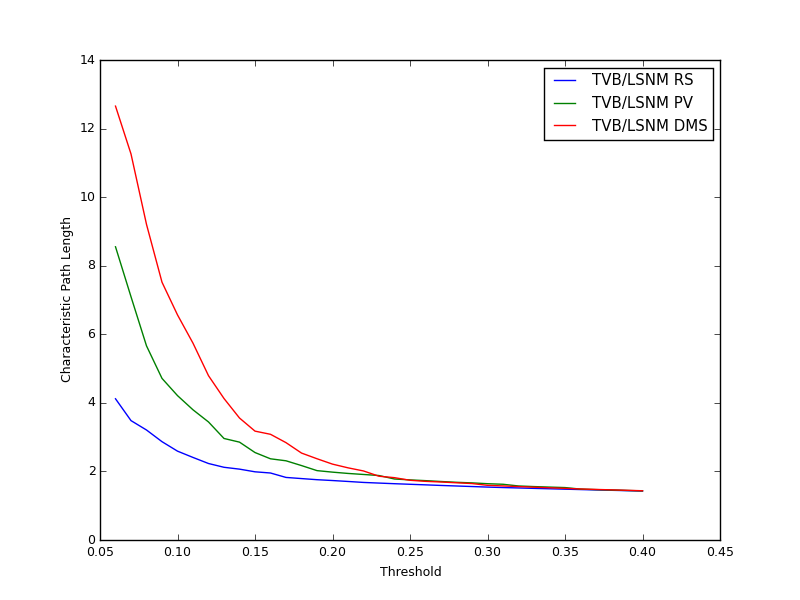 14
12
10
8
6
4
2
0
Characteristic Path Length
TVB/LSNM RS
TVB/LSNM PV
TVB/LSNM DMS
0.05 0.10 0.15 0.20 0.25 0.30 0.35 0.40 0.45
Threshold